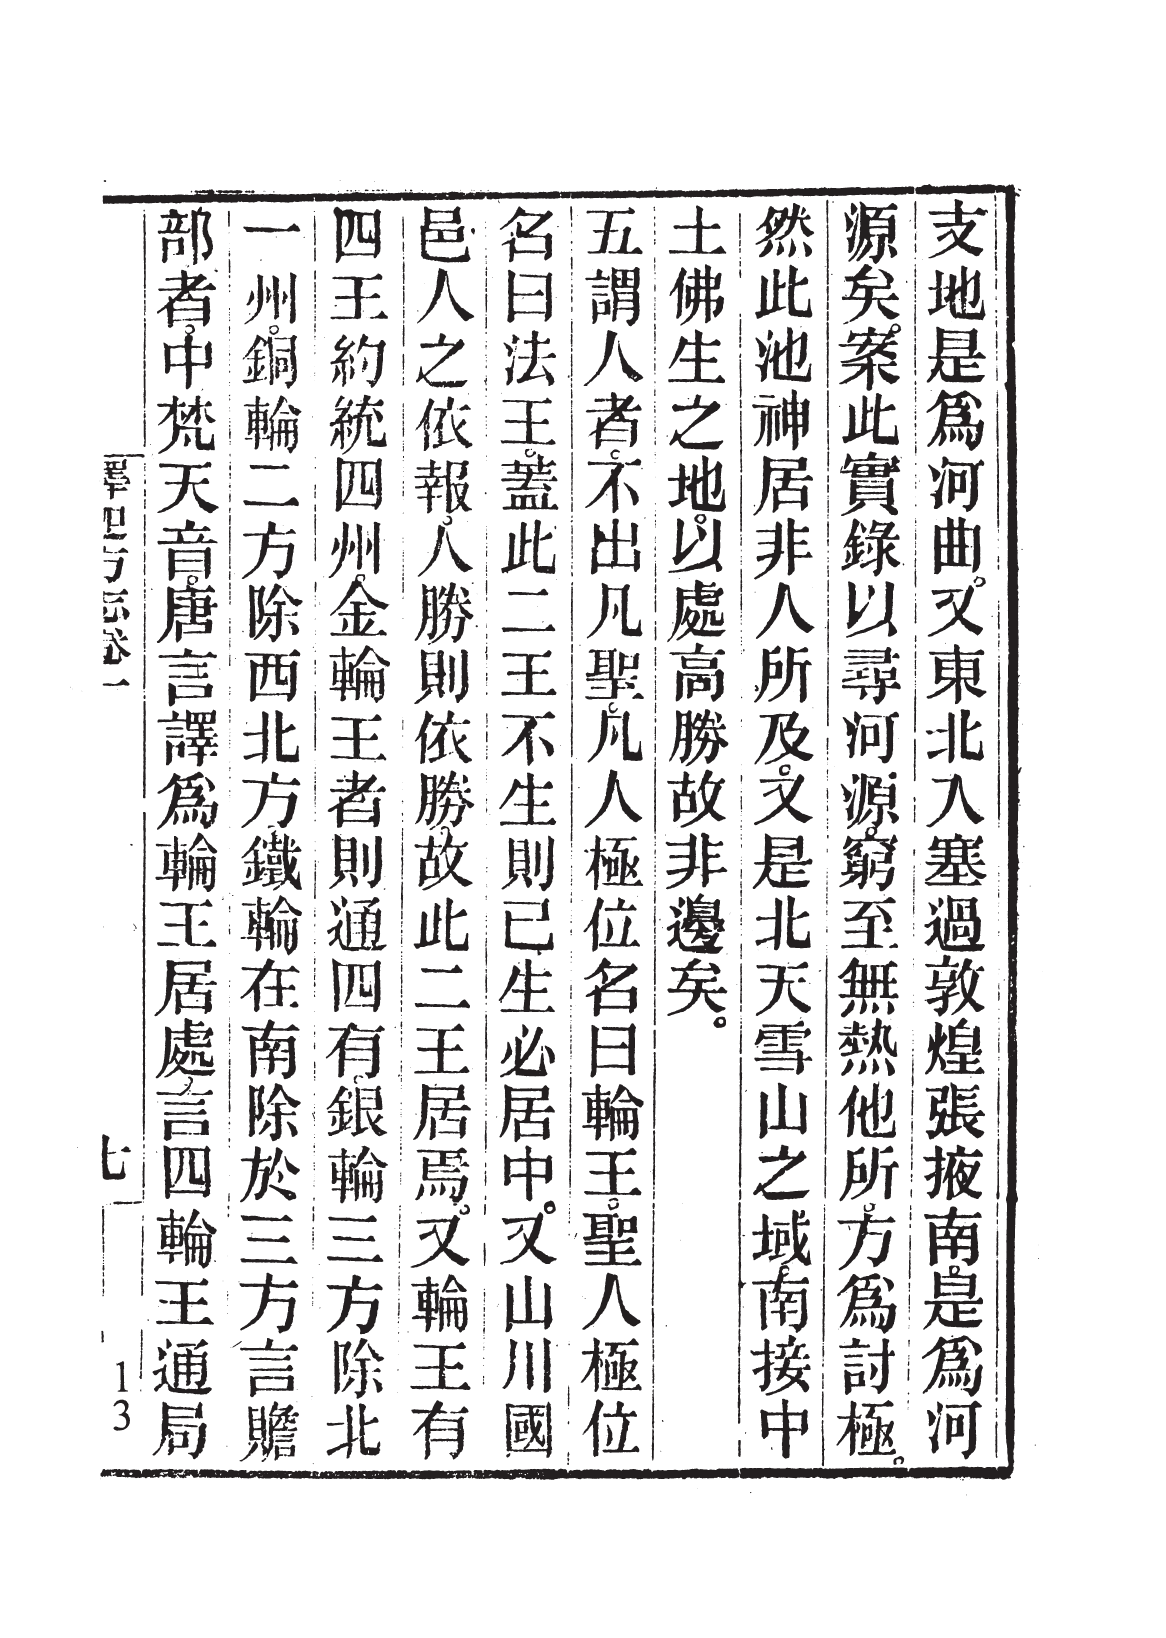 支地是爲河曲。又東北入塞過敦煌張掖南。是爲河
源矣。案此實錄以尋河源。窮至無熱他所。方爲討極。
然此池神居非人所及。又是北天雪山之域。南接中
土佛生之地。以處高勝故非邊矣。
五謂人者。不出凡聖。凡人極位名曰輪王。聖人極位
名曰法王。蓋此二王不生則已生必居中。又山川國
邑人之依報。人勝則依勝。故此二王居焉。又輪王有
四王約統四州。金輪王者則通四有。銀輪三方除北
一州。銅輪二方除西北方。鐵輪在南除於三方言贍
部者。中梵天音。唐言譯爲輪王居處。言四輪王通局
釋迦方志卷一
七
13